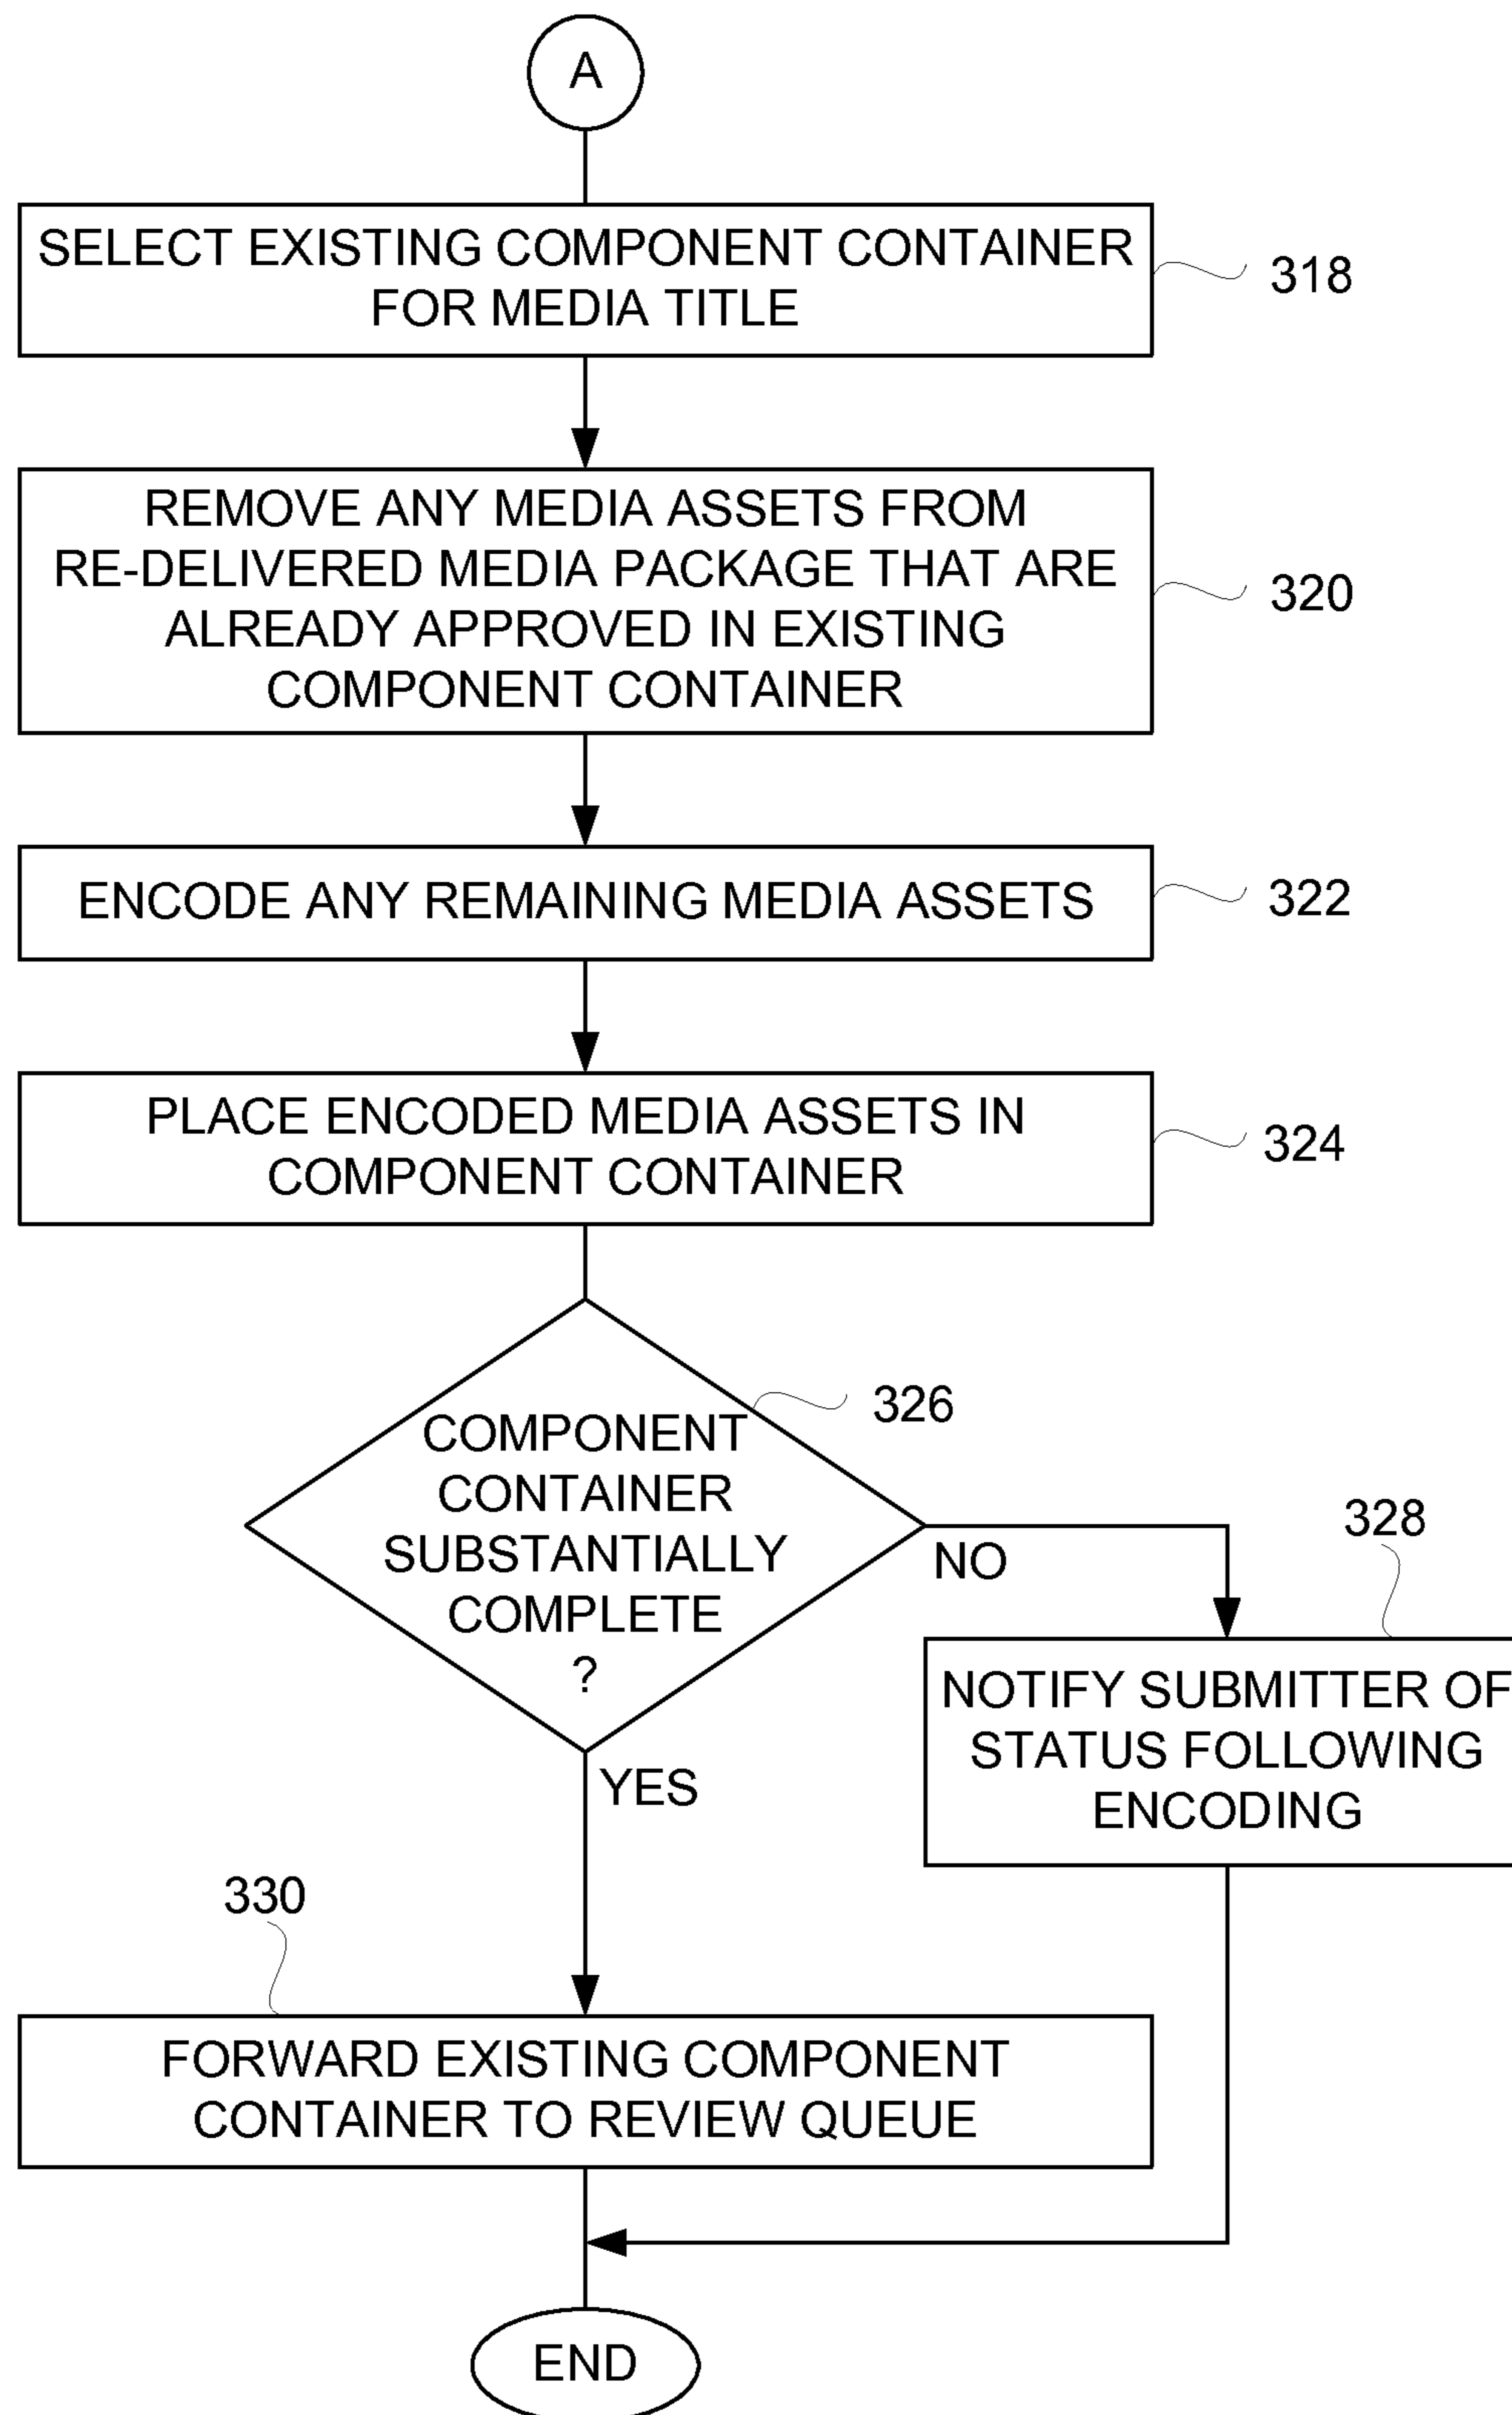 A
SELECT EXISTING COMPONENT CONTAINER
FOR MEDIA TITLE
318
REMOVE ANY MEDIA ASSETS FROM
RE-DELIVERED MEDIA PACKAGE THAT ARE
ALREADY APPROVED IN EXISTING
COMPONENT CONTAINER
320
ENCODE ANY REMAINING MEDIA ASSETS
322
PLACE ENCODED MEDIA ASSETS IN
COMPONENT CONTAINER
324
COMPONENT
CONTAINER
SUBSTANTIALLY
COMPLETE
?
326
NO
328
NOTIFY SUBMITTER OF
STATUS FOLLOWING
ENCODING
YES
330
FORWARD EXISTING COMPONENT
CONTAINER TO REVIEW QUEUE
END